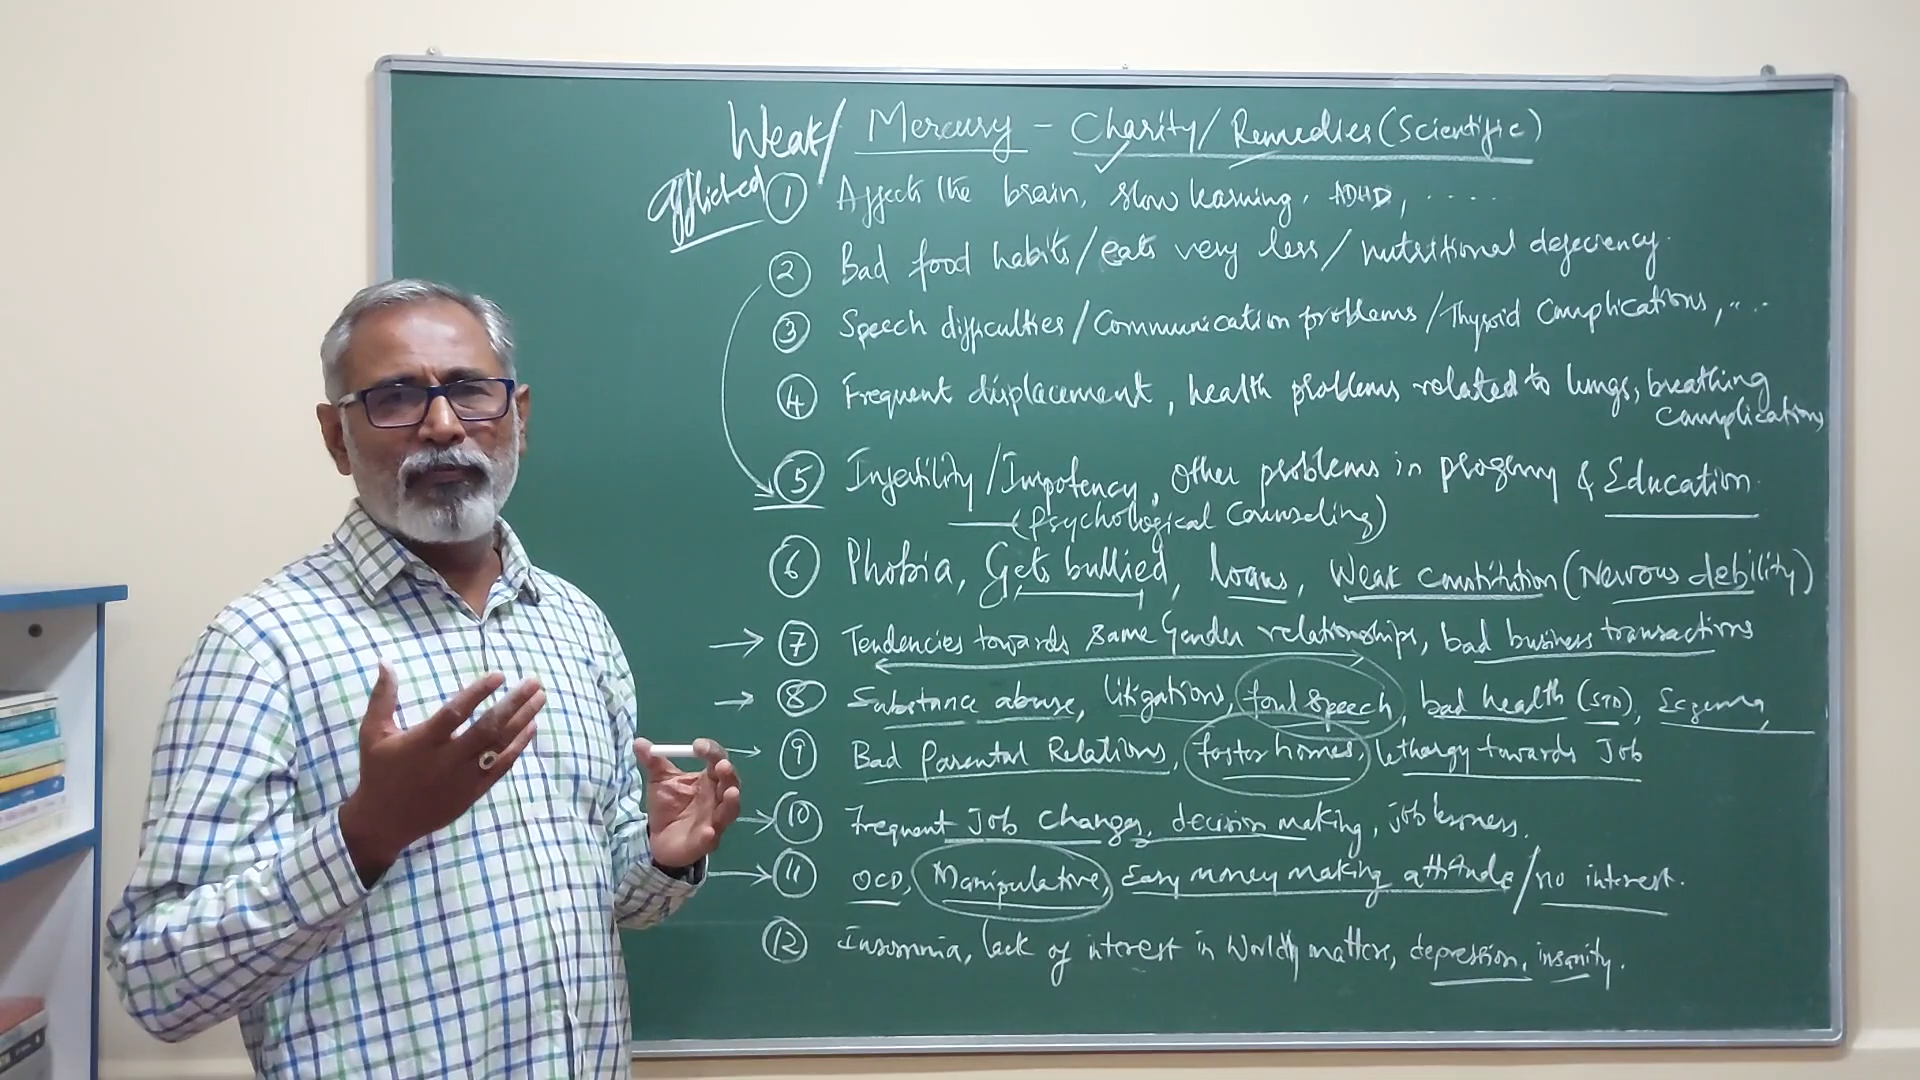 Weak/ Mercury - Charity/Remedies (Scientific)
afflicted
1 Affects the brain, slow learning, ADHD, .....
2 Bad food habits/eats very less/nutritional defeciency.
3 Speech difficulties/Communication problems/Thyroid Complications, ....
4 Frequent displacement, health problems related to lungs, breathing
complications
5 Infertility/Impotency, Other problems in progeny & Education.
(Psychological Counseling)
6 Phobia, Gets bullied, loans, Weak constitution (Nervous debility)
7 Tendencies towards same Gender relationships, bad business transactions
8 Substance abuse, litigations, foul speech, bad health (STD), Eczema,
9 Bad Parental Relations, foster homes, lethargy towards Job
10 Frequent Job Changes, decision making, joblessness.
11 OCD, Manipulative, Easy money making attitude/no interest.
12 Insomnia, lack of interest in Worldly matters, depression, insanity.